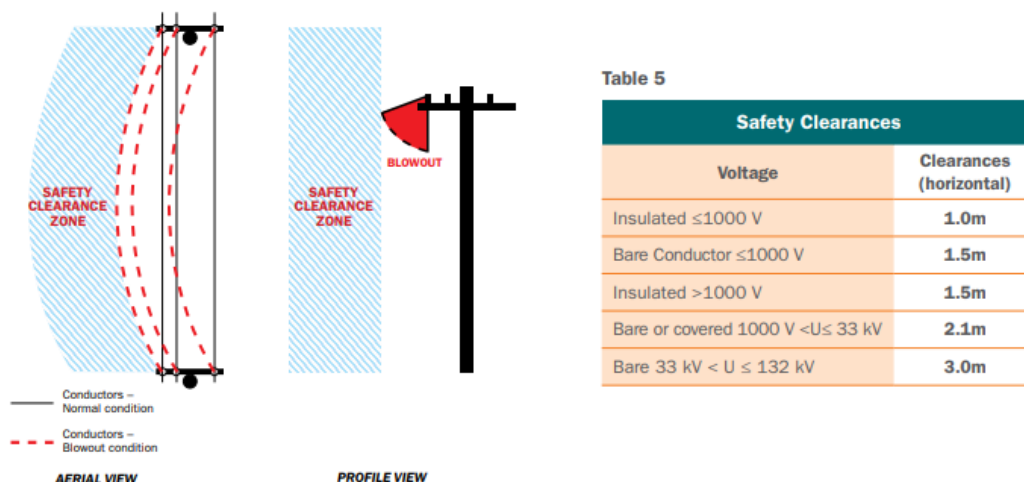 SAFETY
CLEARANCE
ZONE
Conductors –
Normal condition
Conductors –
Blowout condition
AERIAL VIEW
SAFETY
CLEARANCE
ZONE
BLOWOUT
PROFILE VIEW
Table 5
Safety Clearances
Voltage Clearances (horizontal)
Insulated ≤1000 V 1.0m
Bare Conductor ≤1000 V 1.5m
Insulated >1000 V 1.5m
Bare or covered 1000 V <U≤ 33 kV 2.1m
Bare 33 kV < U ≤ 132 kV 3.0m